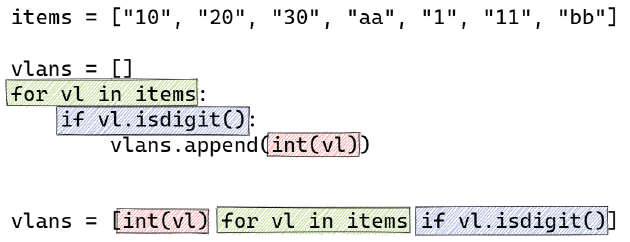 items = ["10", "20", "30", "aa", "1", "11", "bb"]
vlans = []
for vl in items:
    if vl.isdigit():
        vlans.append(int(vl))
vlans = [int(vl) for vl in items if vl.isdigit()]